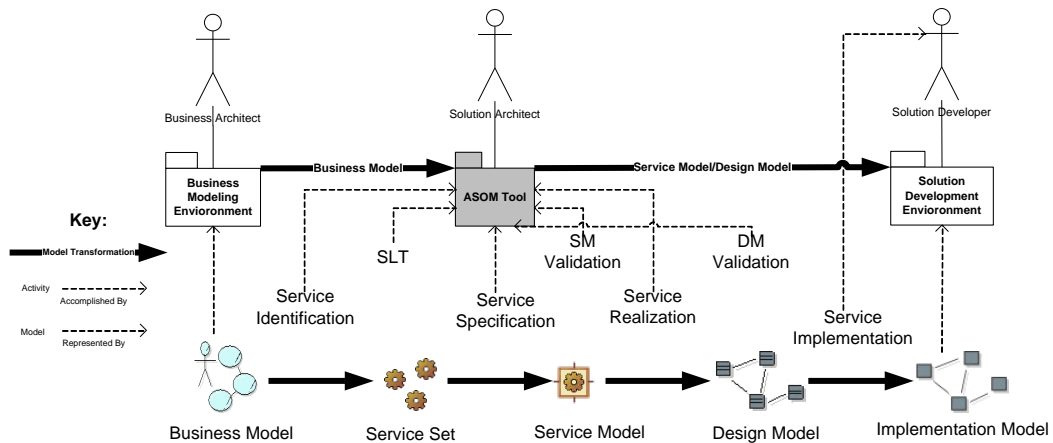 Business Architect
Solution Architect
Solution Developer
Business
Modeling
Envioronment
Business Model
ASOM Tool
Service Model/Design Model
Solution
Development
Envioronment
Key:
Model Transformation
Activity
Accomplished By
Model
Represented By
SLT
SM
Validation
DM
Validation
Service
Identification
Service
Specification
Service
Realization
Service
Implementation
Business Model
Service Set
Service Model
Design Model
Implementation Model